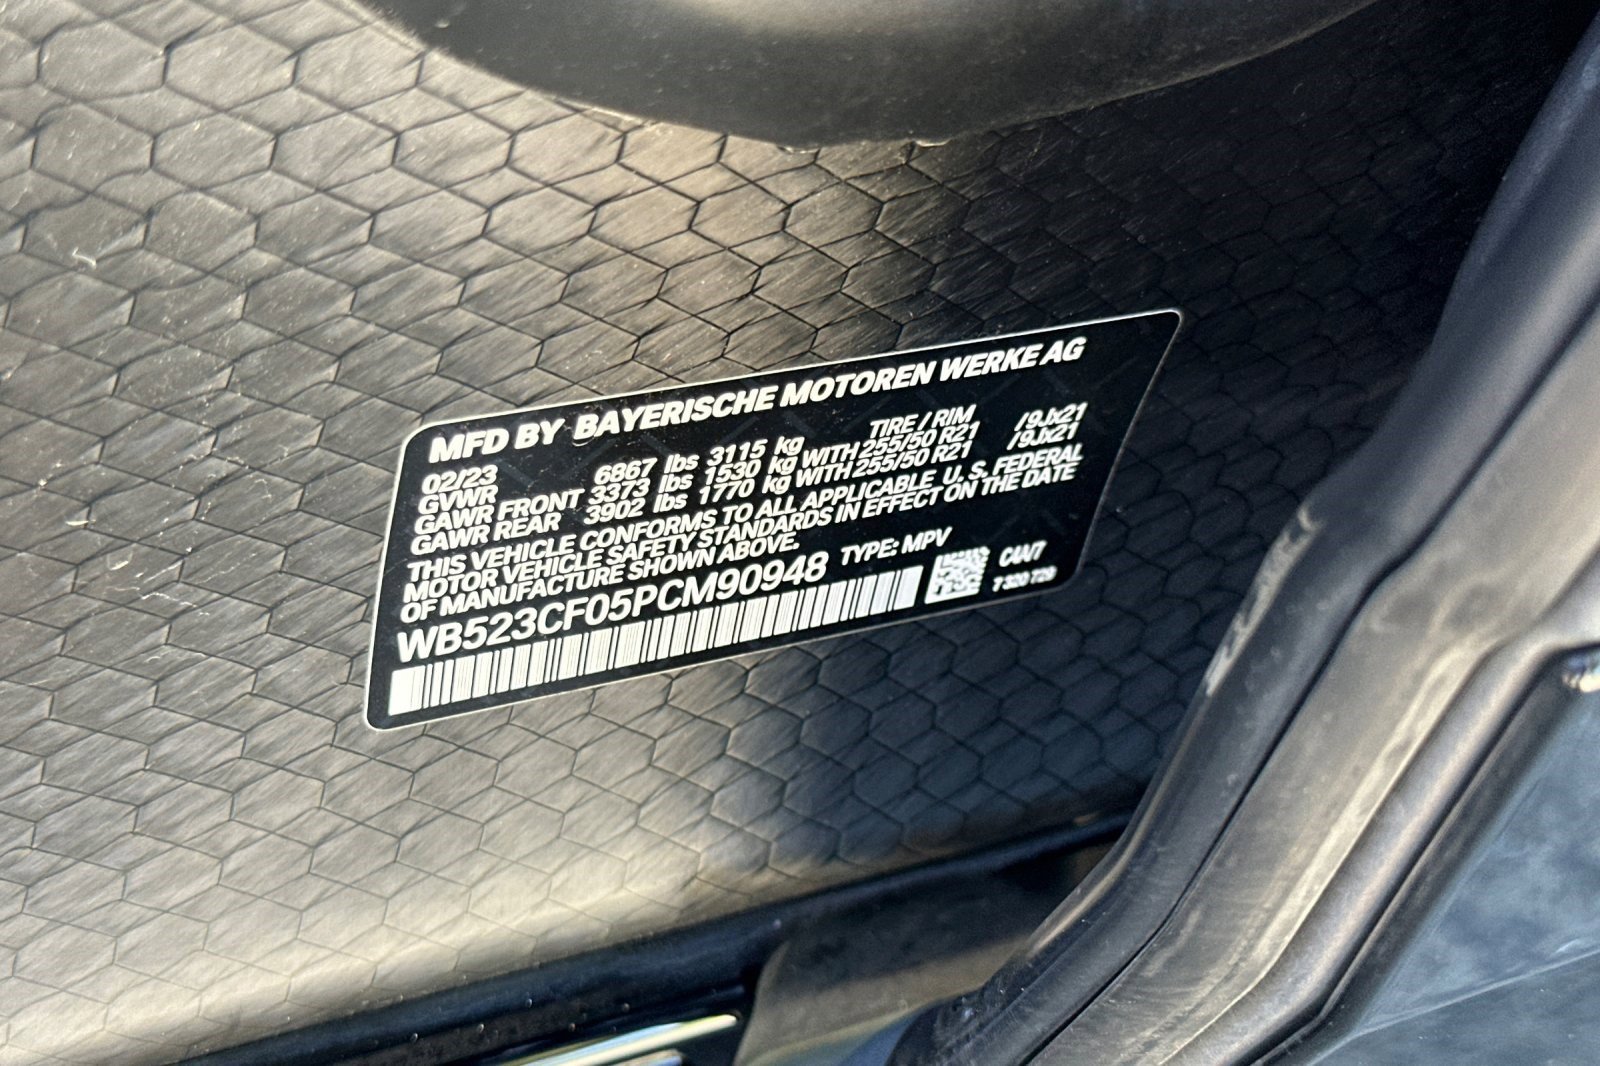 MFD BY BAYERISCHE MOTOREN WERKE AG
02/23 TIRE / RIM
GVWR 6867 lbs 3115 kg
GAWR FRONT 3373 lbs 1530 kg WITH 255/50 R21 /9Jx21
GAWR REAR 3902 lbs 1770 kg WITH 255/50 R21 /9Jx21
THIS VEHICLE CONFORMS TO ALL APPLICABLE U. S. FEDERAL
MOTOR VEHICLE SAFETY STANDARDS IN EFFECT ON THE DATE
OF MANUFACTURE SHOWN ABOVE.
WB523CF05PCM90948 TYPE: MPV
C4W7
7 320 729